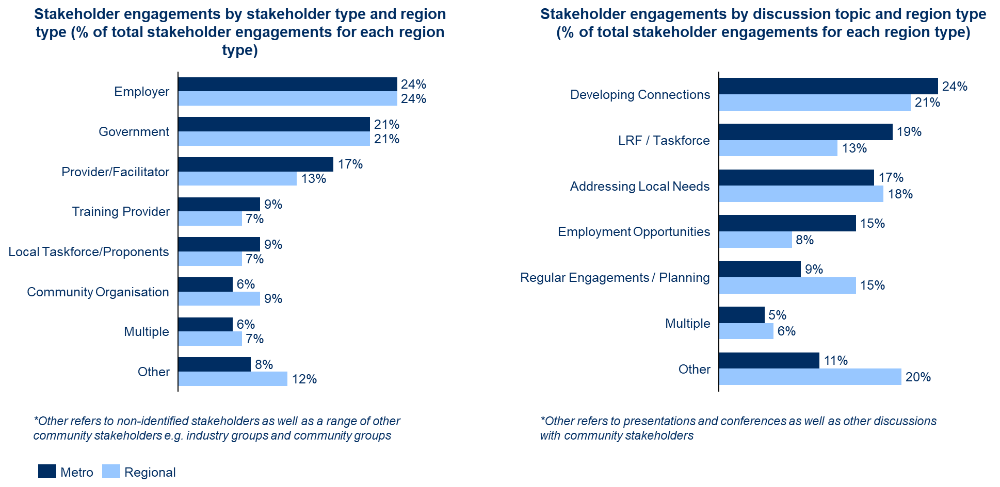 Stakeholder engagements by stakeholder type and region
type (% of total stakeholder engagements for each region
type)
Employer
24%
24%
Government
21%
21%
Provider/Facilitator
17%
13%
Training Provider
9%
7%
Local Taskforce/Proponents
9%
7%
Community Organisation
6%
9%
Multiple
6%
7%
Other
8%
12%
*Other refers to non-identified stakeholders as well as a range of other
community stakeholders e.g. industry groups and community groups
Metro
Regional
Stakeholder engagements by discussion topic and region type
(% of total stakeholder engagements for each region type)
Developing Connections
24%
21%
LRF / Taskforce
19%
13%
Addressing Local Needs
17%
18%
Employment Opportunities
15%
8%
Regular Engagements / Planning
9%
15%
Multiple
5%
6%
Other
11%
20%
*Other refers to presentations and conferences as well as other discussions
with community stakeholders